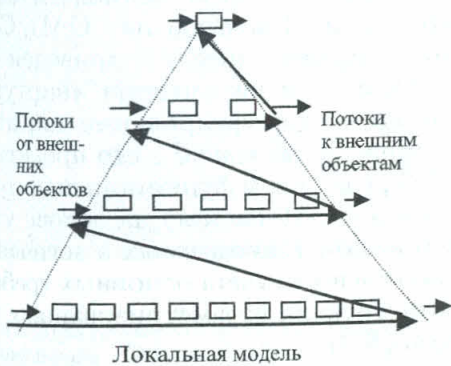 Потоки
от внеш-
них
объектов
Потоки
к внешним
объектам
Локальная модель